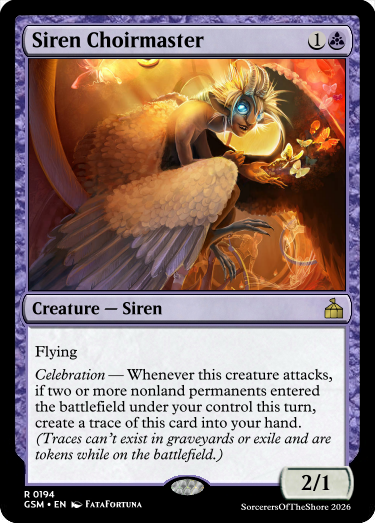 Siren Choirmaster
1
Creature — Siren
Flying
Celebration — Whenever this creature attacks,
if two or more nonland permanents entered
the battlefield under your control this turn,
create a trace of this card into your hand.
(Traces can't exist in graveyards or exile and are
tokens while on the battlefield.)
2/1
R 0194
GSM • EN FataFortuna
SorcerersOfTheShore 2026